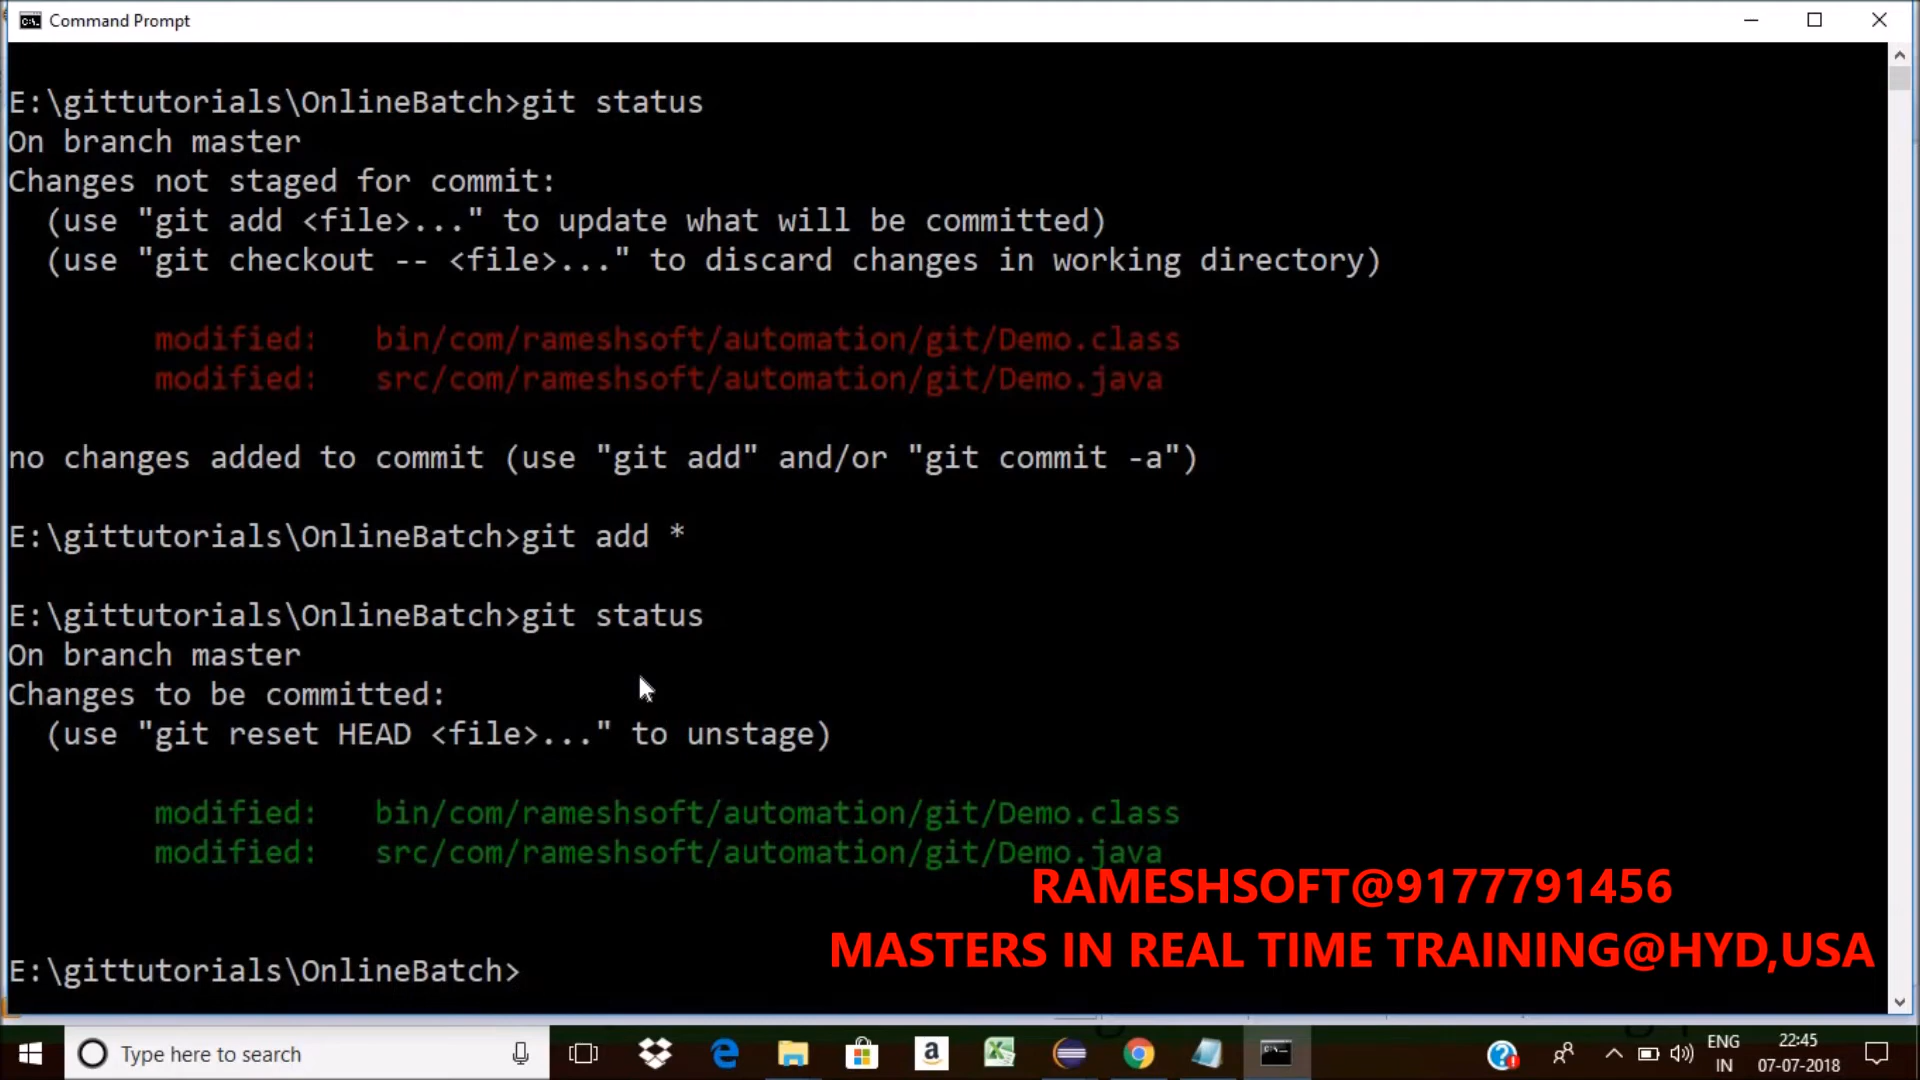 Command Prompt
E:\gittutorials\OnlineBatch>git status
On branch master
Changes not staged for commit:
(use "git add <file>..." to update what will be committed)
(use "git checkout -- <file>..." to discard changes in working directory)
modified: bin/com/rameshsoft/automation/git/Demo.class
modified: src/com/rameshsoft/automation/git/Demo.java
no changes added to commit (use "git add" and/or "git commit -a")
E:\gittutorials\OnlineBatch>git add *
E:\gittutorials\OnlineBatch>git status
On branch master
Changes to be committed:
(use "git reset HEAD <file>..." to unstage)
modified: bin/com/rameshsoft/automation/git/Demo.class
modified: src/com/rameshsoft/automation/git/Demo.java
RAMESHSOFT@9177791456
MASTERS IN REAL TIME TRAINING@HYD,USA
E:\gittutorials\OnlineBatch>
Type here to search
ENG
IN
22:45
07-07-2018